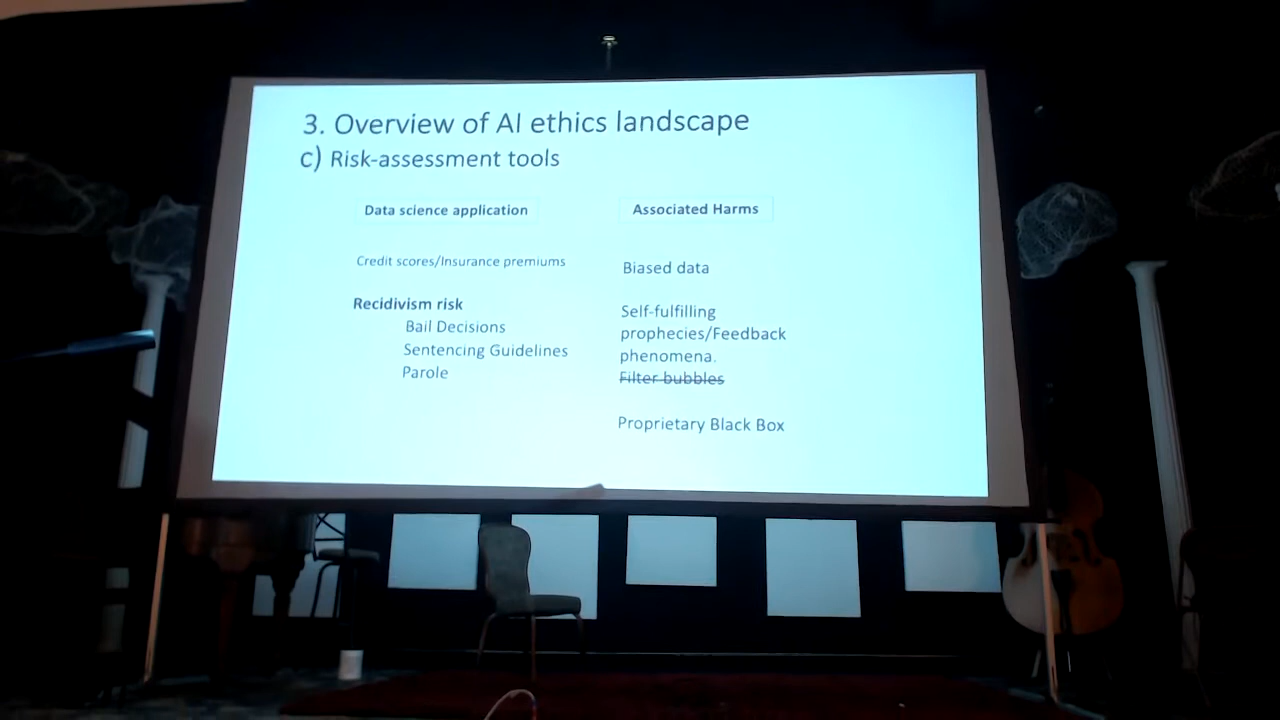 3. Overview of AI ethics landscape
c) Risk-assessment tools
Data science application
Credit scores/Insurance premiums
Recidivism risk
Bail Decisions
Sentencing Guidelines
Parole
Associated Harms
Biased data
Self-fulfilling
prophecies/Feedback
phenomena.
Filter bubbles
Proprietary Black Box